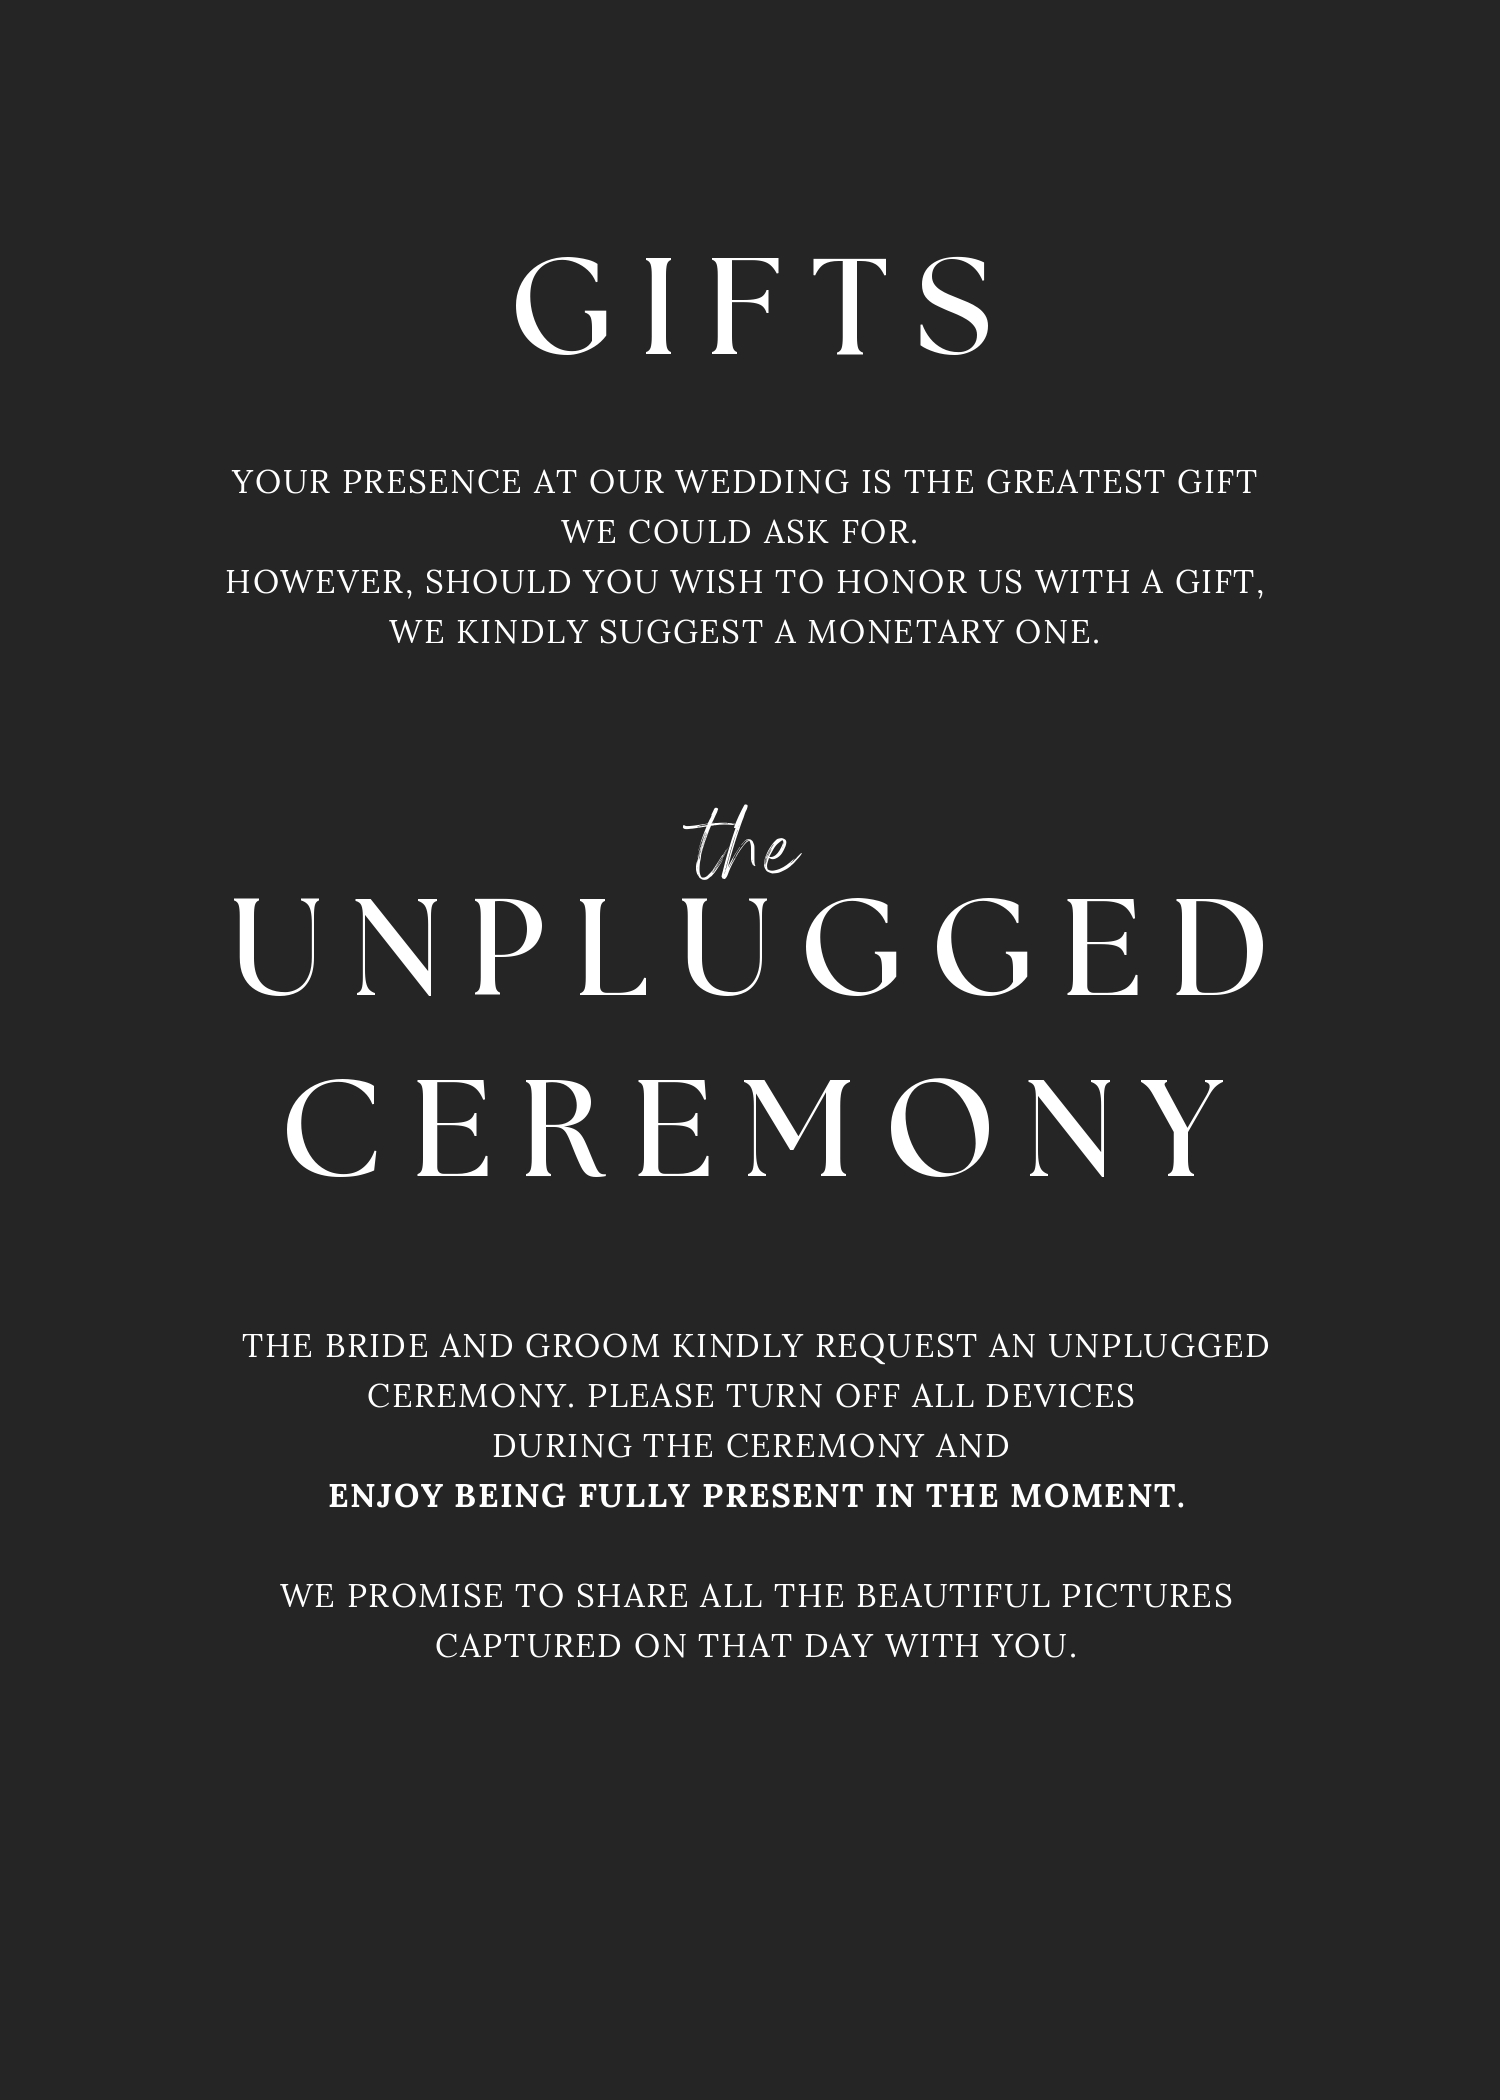 GIFTS
YOUR PRESENCE AT OUR WEDDING IS THE GREATEST GIFT
WE COULD ASK FOR.
HOWEVER, SHOULD YOU WISH TO HONOR US WITH A GIFT,
WE KINDLY SUGGEST A MONETARY ONE.
the
UNPLUGGED
CEREMONY
THE BRIDE AND GROOM KINDLY REQUEST AN UNPLUGGED
CEREMONY. PLEASE TURN OFF ALL DEVICES
DURING THE CEREMONY AND
ENJOY BEING FULLY PRESENT IN THE MOMENT.
WE PROMISE TO SHARE ALL THE BEAUTIFUL PICTURES
CAPTURED ON THAT DAY WITH YOU.